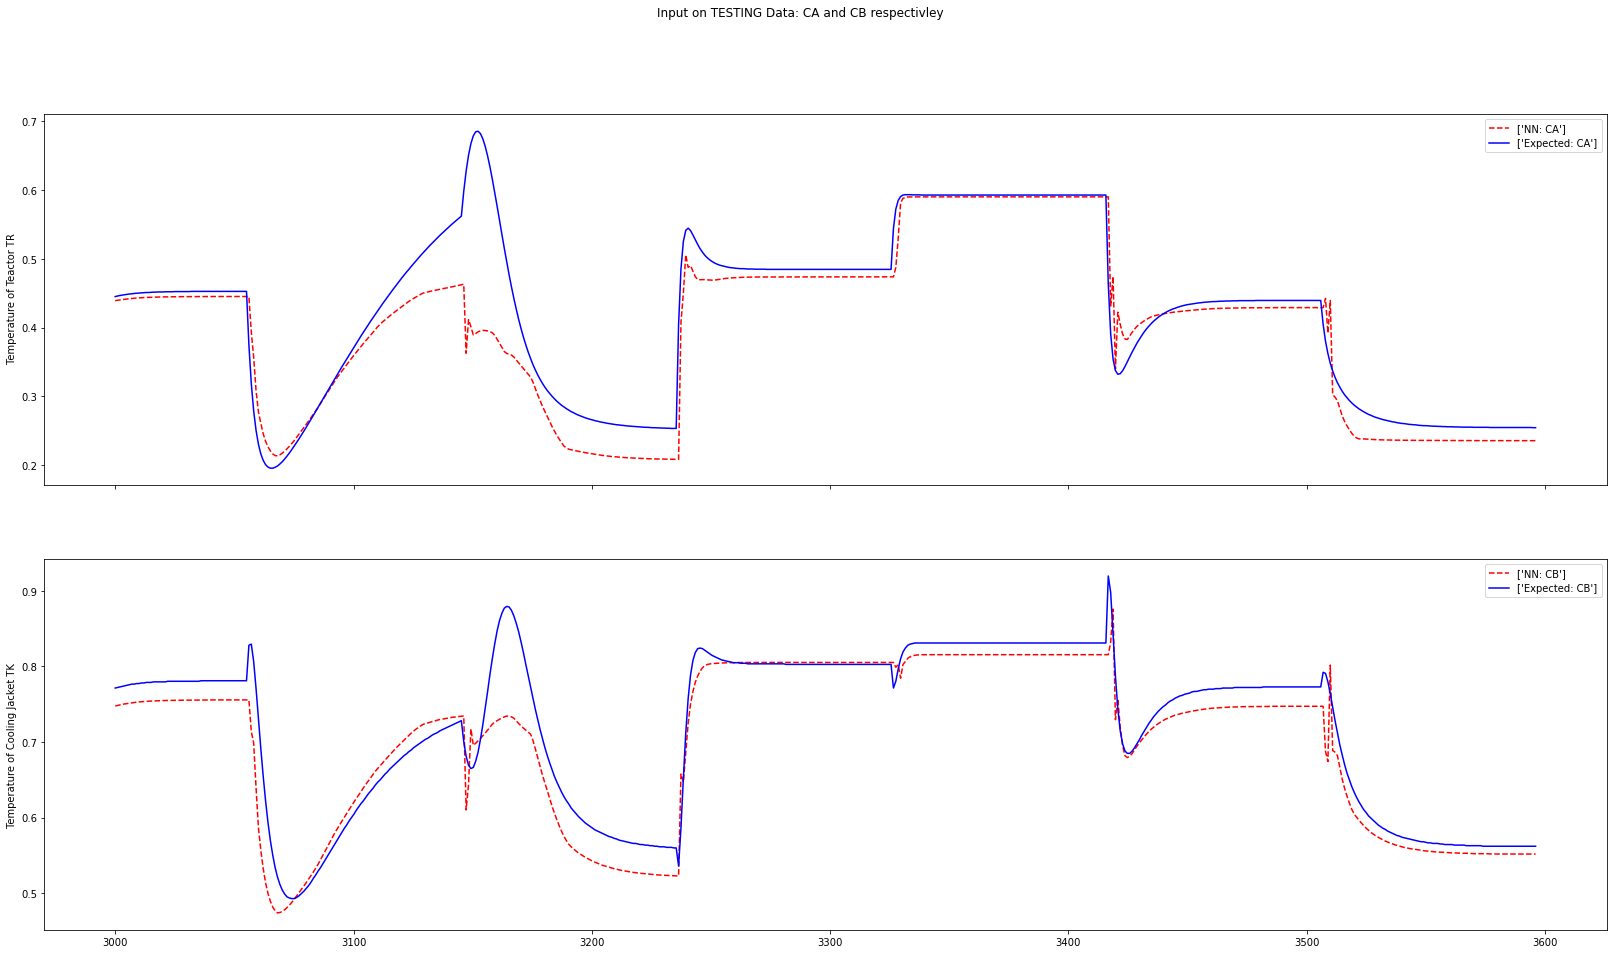 Input on TESTING Data: CA and CB respectivley
0.7
0.6
0.5
0.4
0.3
0.2
Temperature of Teactor TR
['NN: CA']
['Expected: CA']
0.9
0.8
0.7
0.6
0.5
Temperature of Cooling Jacket TK
['NN: CB']
['Expected: CB']
3000 3100 3200 3300 3400 3500 3600